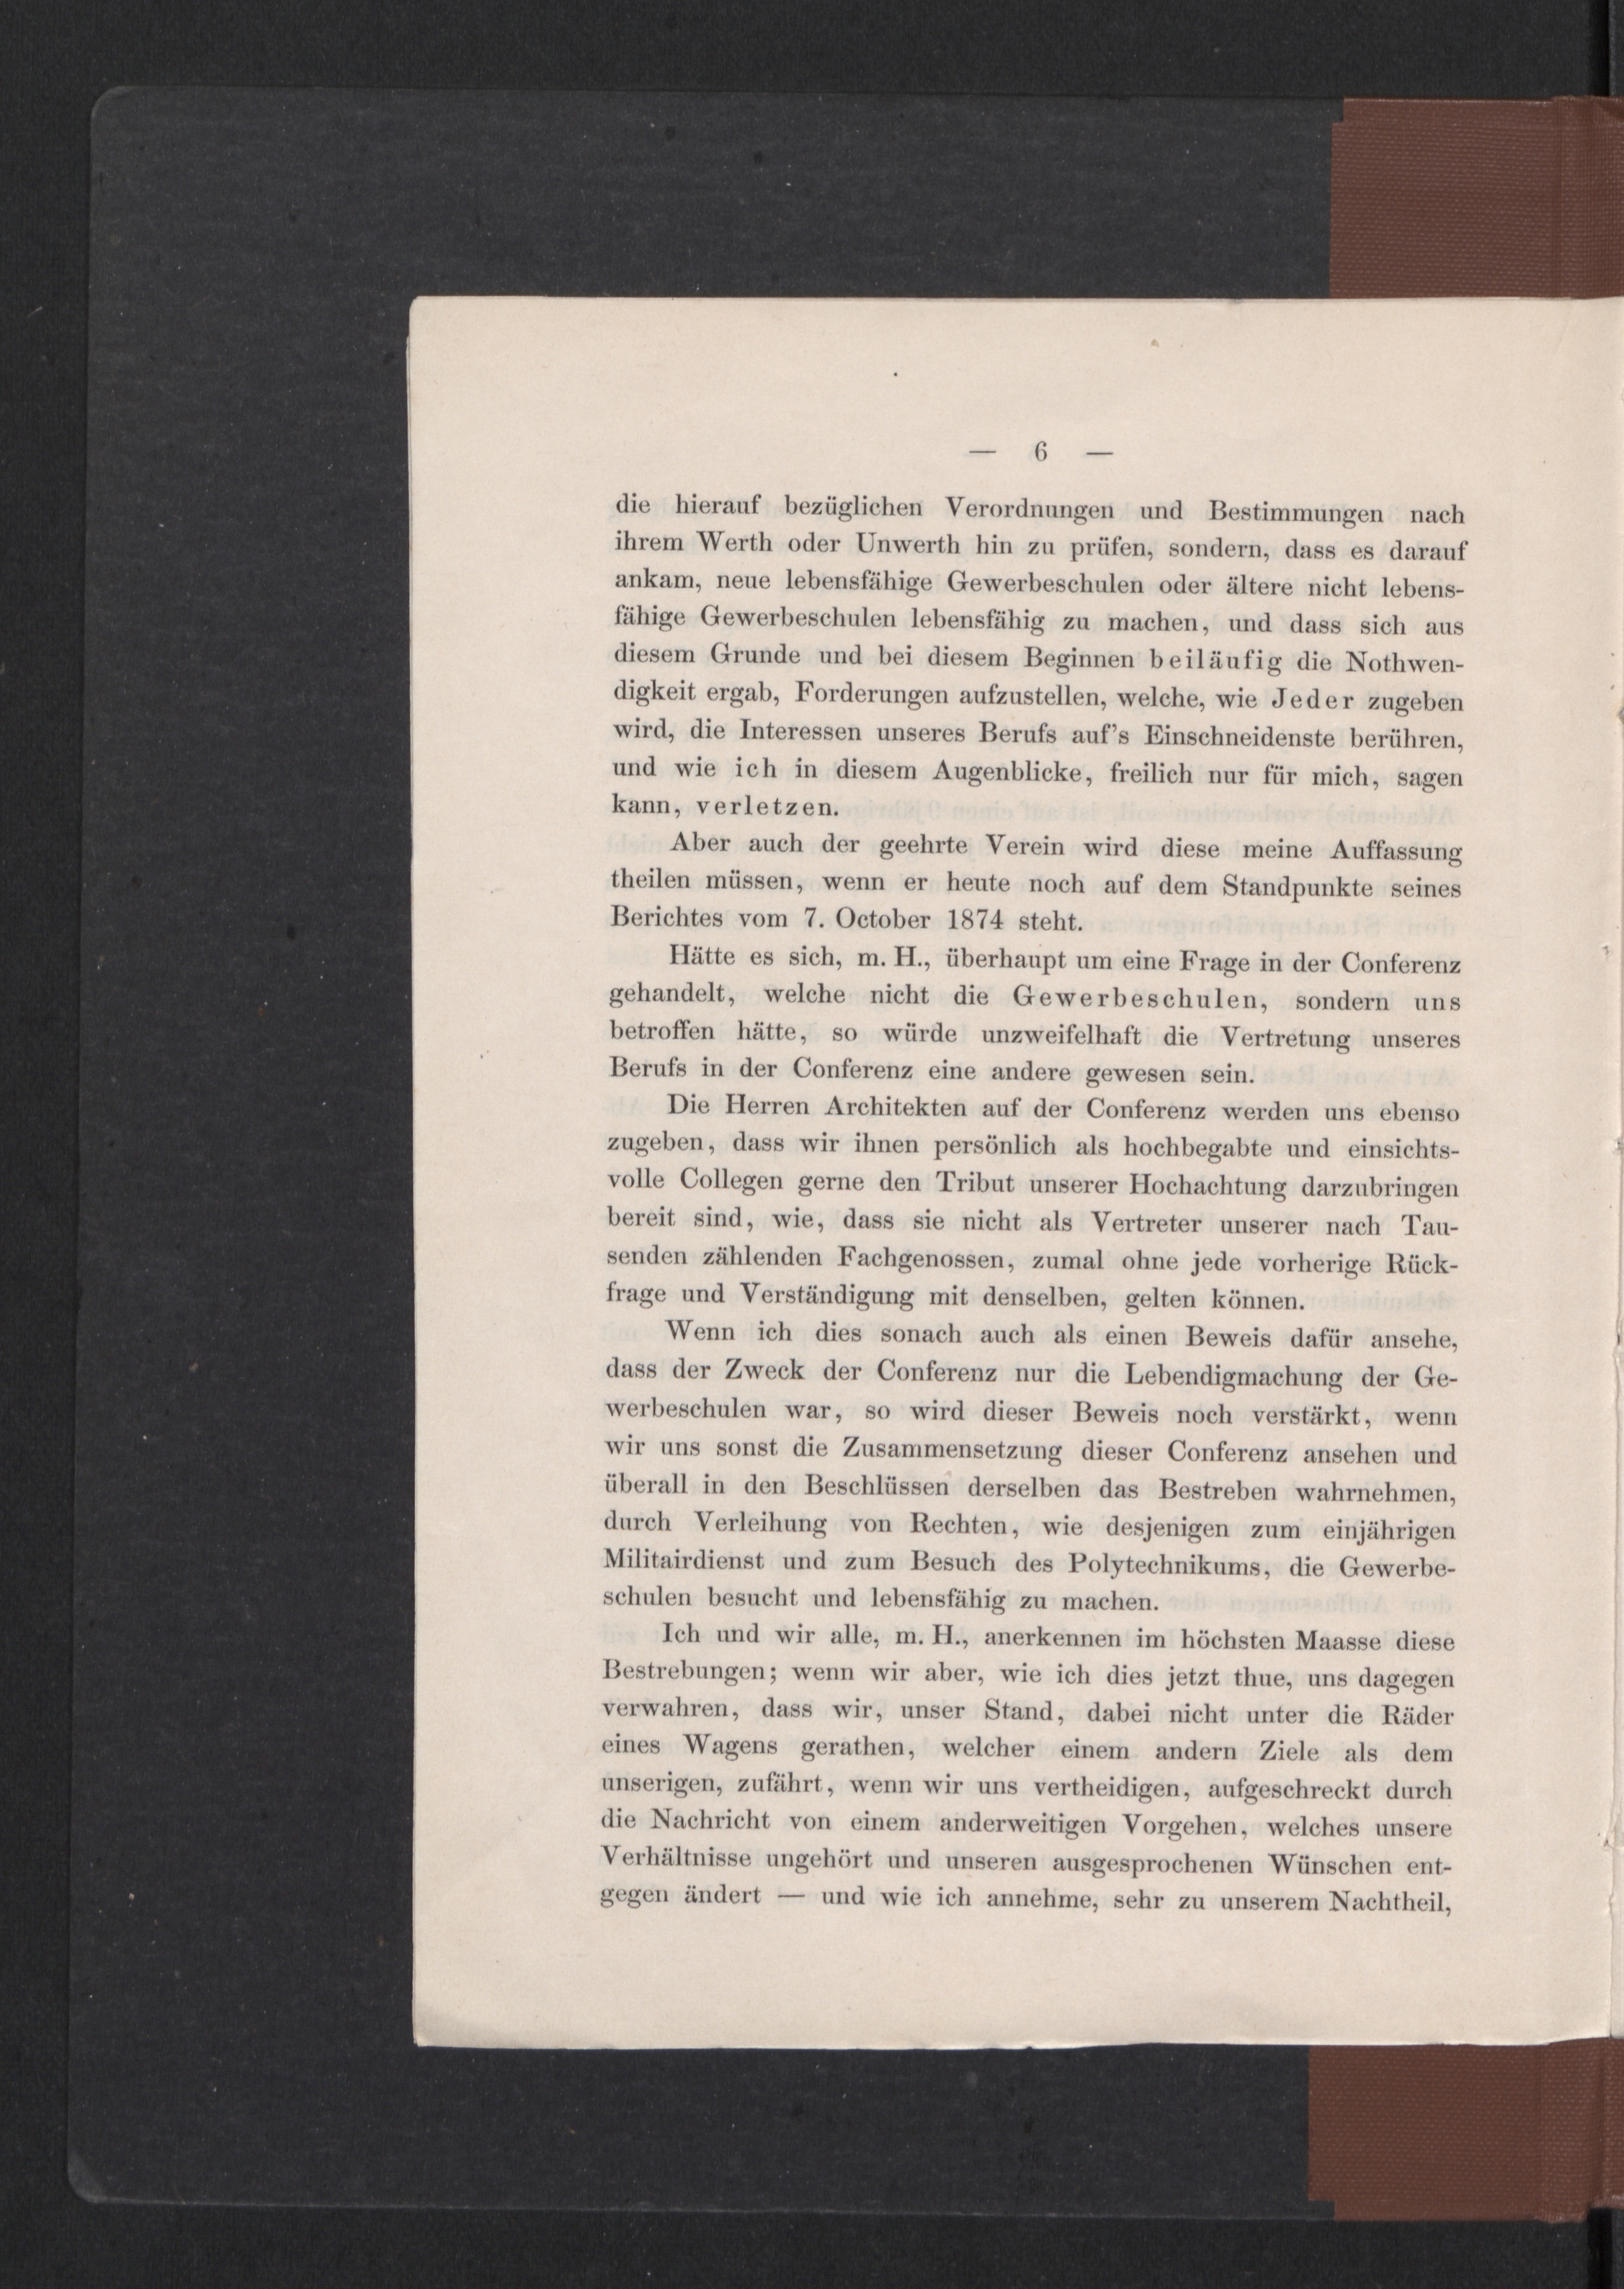 — 6 —
die hierauf bezüglichen Verordnungen und Bestimmungen nach
ihrem Werth oder Unwerth hin zu prüfen, sondern, dass es darauf
ankam, neue lebensfähige Gewerbeschulen oder ältere nicht lebens-
fähige Gewerbeschulen lebensfähig zu machen, und dass sich aus
diesem Grunde und bei diesem Beginnen beiläufig die Nothwen-
digkeit ergab, Forderungen aufzustellen, welche, wie Jeder zugeben
wird, die Interessen unseres Berufs auf's Einschneidenste berühren,
und wie ich in diesem Augenblicke, freilich nur für mich, sagen
kann, verletzen.
Aber auch der geehrte Verein wird diese meine Auffassung
theilen müssen, wenn er heute noch auf dem Standpunkte seines
Berichtes vom 7. October 1874 steht.
Hätte es sich, m. H., überhaupt um eine Frage in der Conferenz
gehandelt, welche nicht die Gewerbeschulen, sondern uns
betroffen hätte, so würde unzweifelhaft die Vertretung unseres
Berufs in der Conferenz eine andere gewesen sein.
Die Herren Architekten auf der Conferenz werden uns ebenso
zugeben, dass wir ihnen persönlich als hochbegabte und einsichts-
volle Collegen gerne den Tribut unserer Hochachtung darzubringen
bereit sind, wie, dass sie nicht als Vertreter unserer nach Tau-
senden zählenden Fachgenossen, zumal ohne jede vorherige Rück-
frage und Verständigung mit denselben, gelten können.
Wenn ich dies sonach auch als einen Beweis dafür ansehe,
dass der Zweck der Conferenz nur die Lebendigmachung der Ge-
werbeschulen war, so wird dieser Beweis noch verstärkt, wenn
wir uns sonst die Zusammensetzung dieser Conferenz ansehen und
überall in den Beschlüssen derselben das Bestreben wahrnehmen,
durch Verleihung von Rechten, wie desjenigen zum einjährigen
Militairdienst und zum Besuch des Polytechnikums, die Gewerbe-
schulen besucht und lebensfähig zu machen.
Ich und wir alle, m. H., anerkennen im höchsten Maasse diese
Bestrebungen; wenn wir aber, wie ich dies jetzt thue, uns dagegen
verwahren, dass wir, unser Stand, dabei nicht unter die Räder
eines Wagens gerathen, welcher einem andern Ziele als dem
unserigen, zufährt, wenn wir uns vertheidigen, aufgeschreckt durch
die Nachricht von einem anderweitigen Vorgehen, welches unsere
Verhältnisse ungehört und unseren ausgesprochenen Wünschen ent-
gegen ändert — und wie ich annehme, sehr zu unserem Nachtheil,